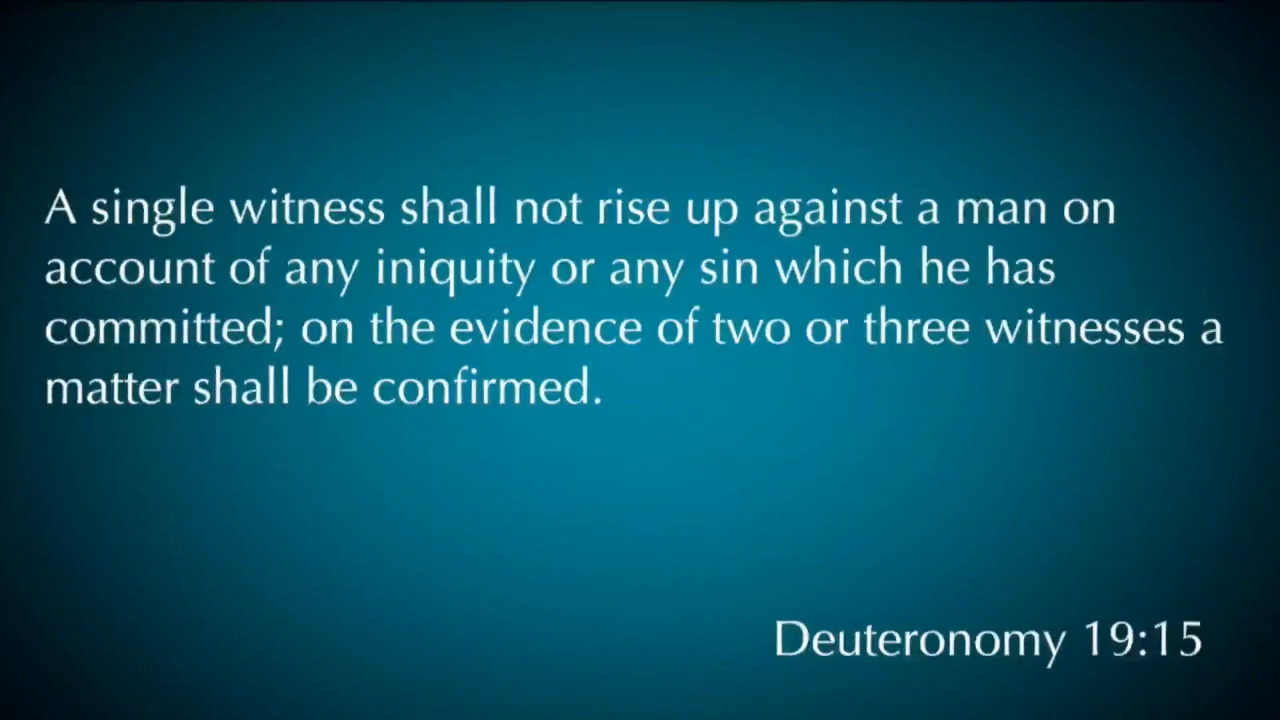 A single witness shall not rise up against a man on
account of any iniquity or any sin which he has
committed; on the evidence of two or three witnesses a
matter shall be confirmed.
Deuteronomy 19:15